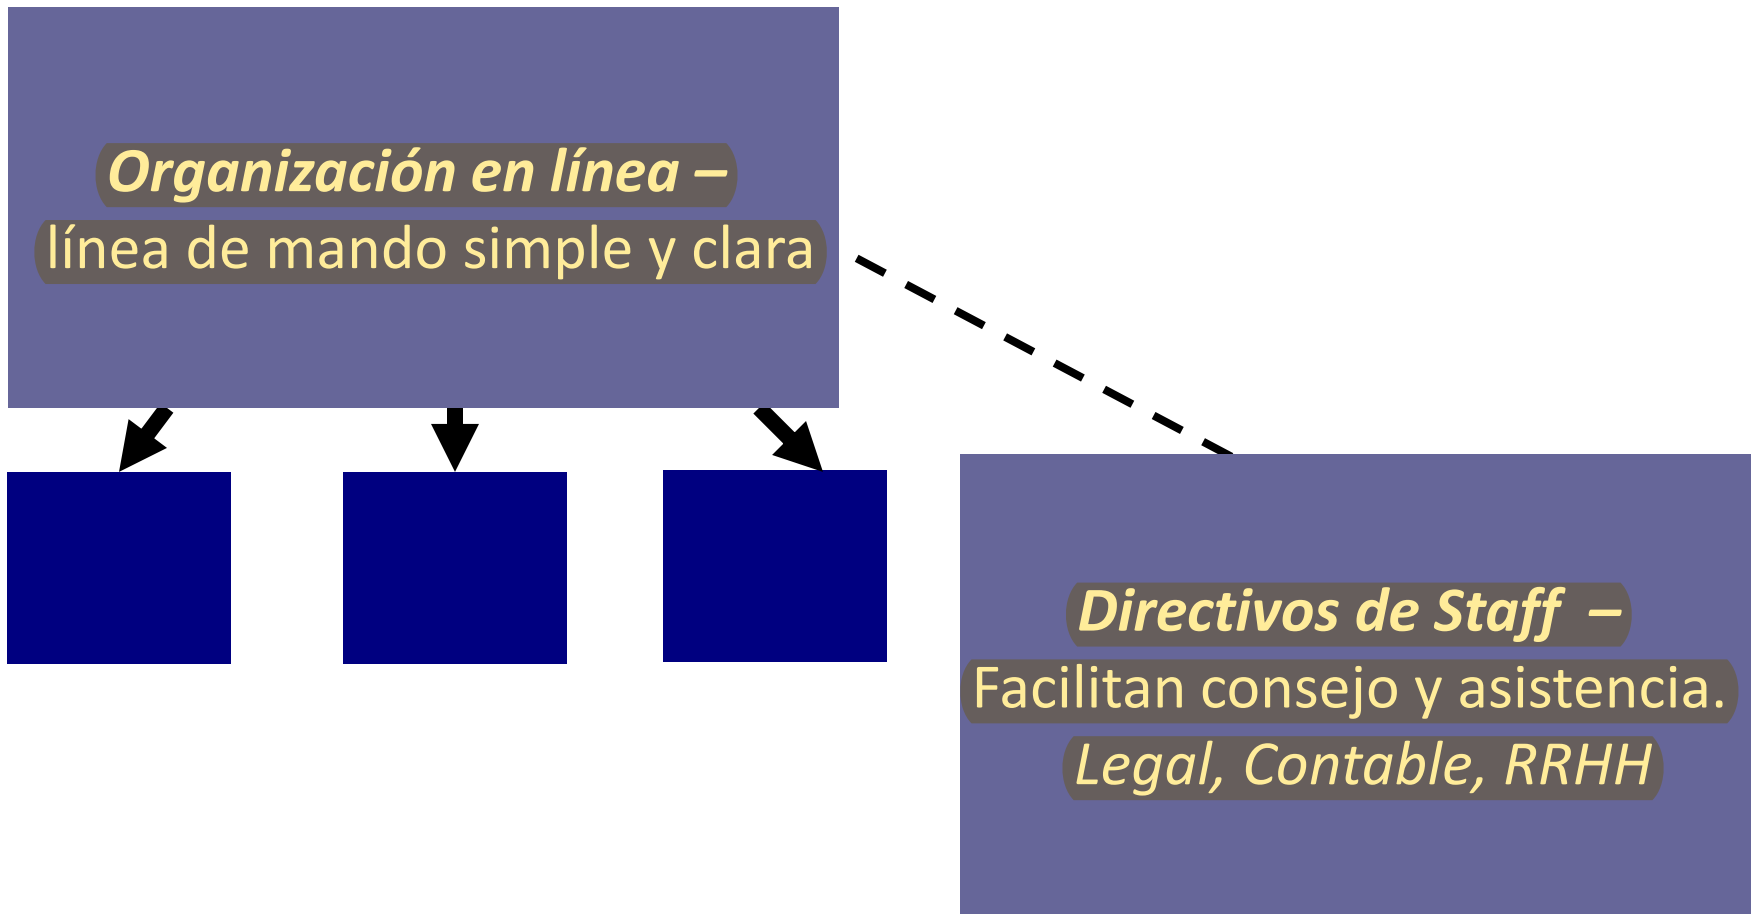 Organización en línea –
línea de mando simple y clara
Directivos de Staff –
Facilitan consejo y asistencia.
Legal, Contable, RRHH